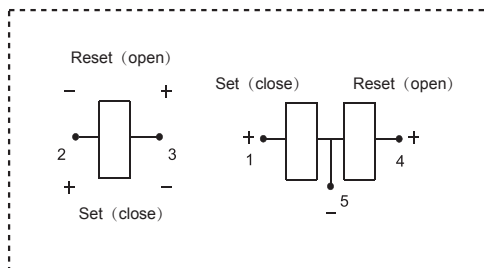 Reset（open）
− +
2 3
+ −
Set（close）
Set（close） Reset（open）
+ 1 4 +
5
−